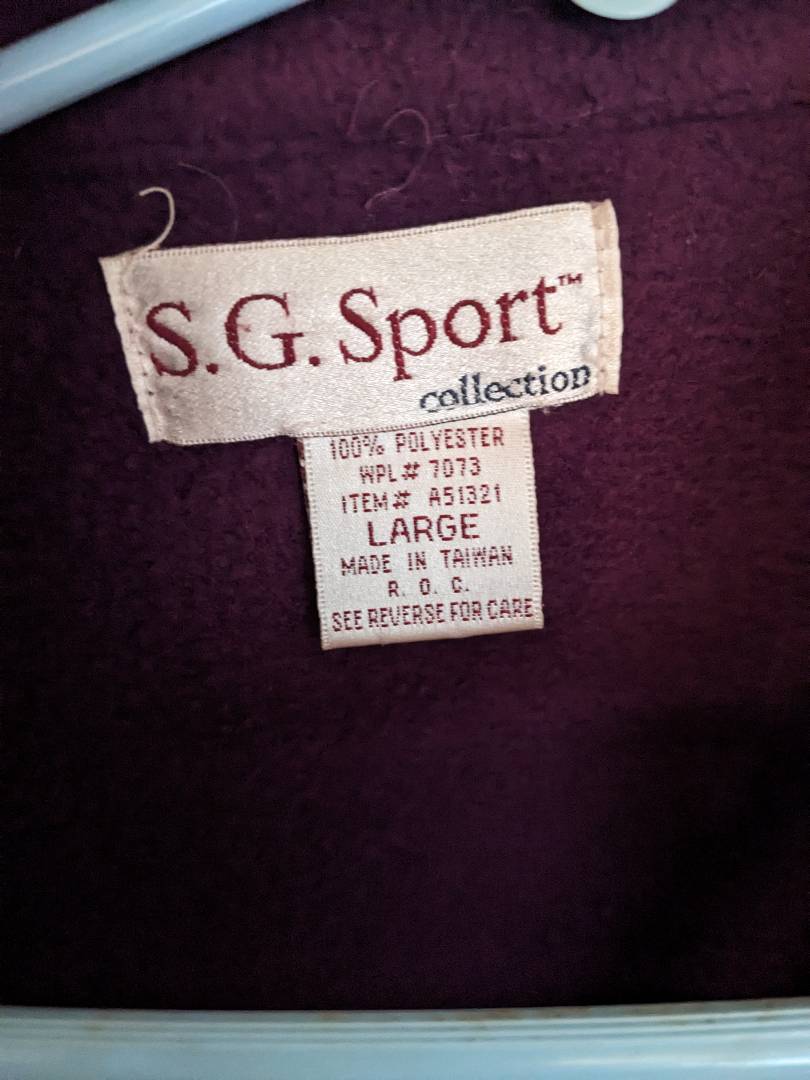 S.G. Sport™
collection
100% POLYESTER
WPL# 7073
ITEM# A51321
LARGE
MADE IN TAIWAN
R. O. C.
SEE REVERSE FOR CARE